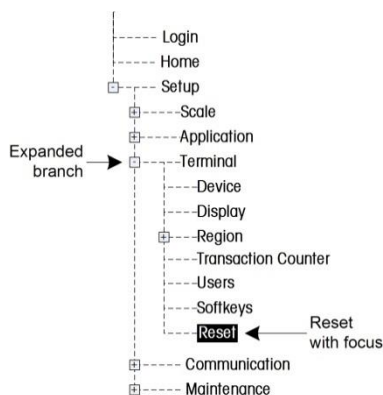 Login
Home
Setup
Scale
Application
Expanded
branch
Terminal
Device
Display
Region
Transaction Counter
Users
Softkeys
Reset
Reset
with focus
Communication
Maintenance